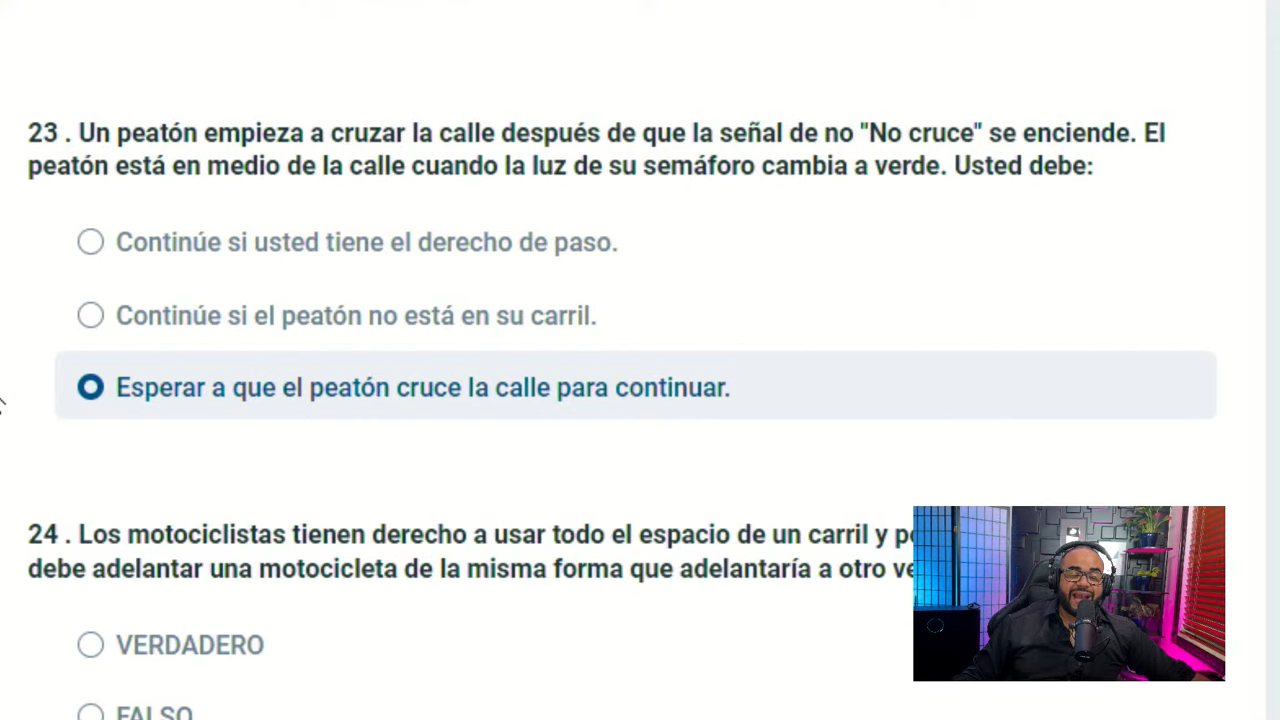 23 . Un peatón empieza a cruzar la calle después de que la señal de no "No cruce" se enciende. El
peatón está en medio de la calle cuando la luz de su semáforo cambia a verde. Usted debe:
Continúe si usted tiene el derecho de paso.
Continúe si el peatón no está en su carril.
Esperar a que el peatón cruce la calle para continuar.
24 . Los motociclistas tienen derecho a usar todo el espacio de un carril y
debe adelantar una motocicleta de la misma forma que adelantaría a otro
VERDADERO
FALSO